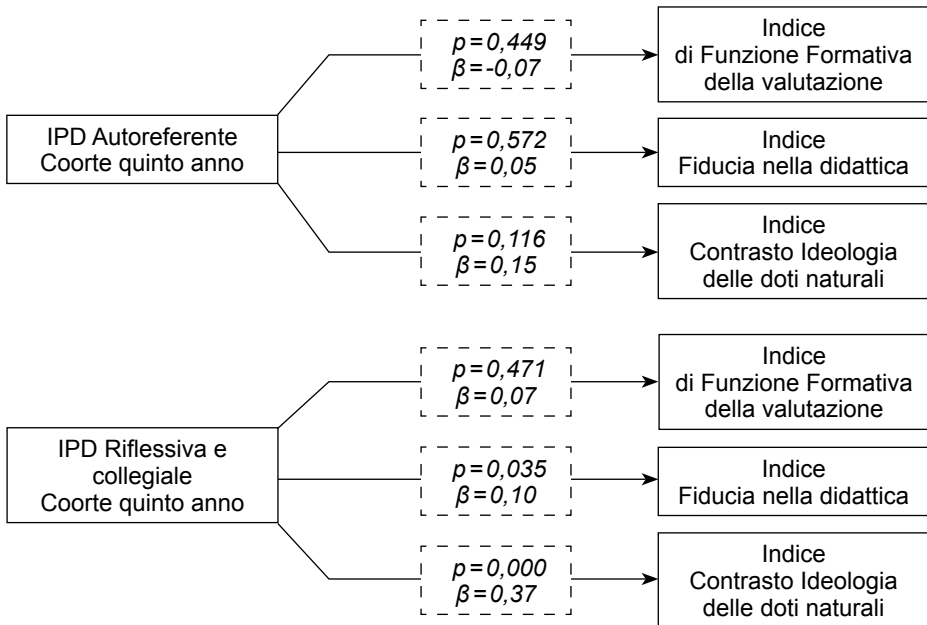 IPD Autoreferente
Coorte quinto anno
p=0,449
β=-0,07
Indice
di Funzione Formativa
della valutazione
p=0,572
β=0,05
Indice
Fiducia nella didattica
p=0,116
β=0,15
Indice
Contrasto Ideologia
delle doti naturali
IPD Riflessiva e
collegiale
Coorte quinto anno
p=0,471
β=0,07
Indice
di Funzione Formativa
della valutazione
p=0,035
β=0,10
Indice
Fiducia nella didattica
p=0,000
β=0,37
Indice
Contrasto Ideologia
delle doti naturali